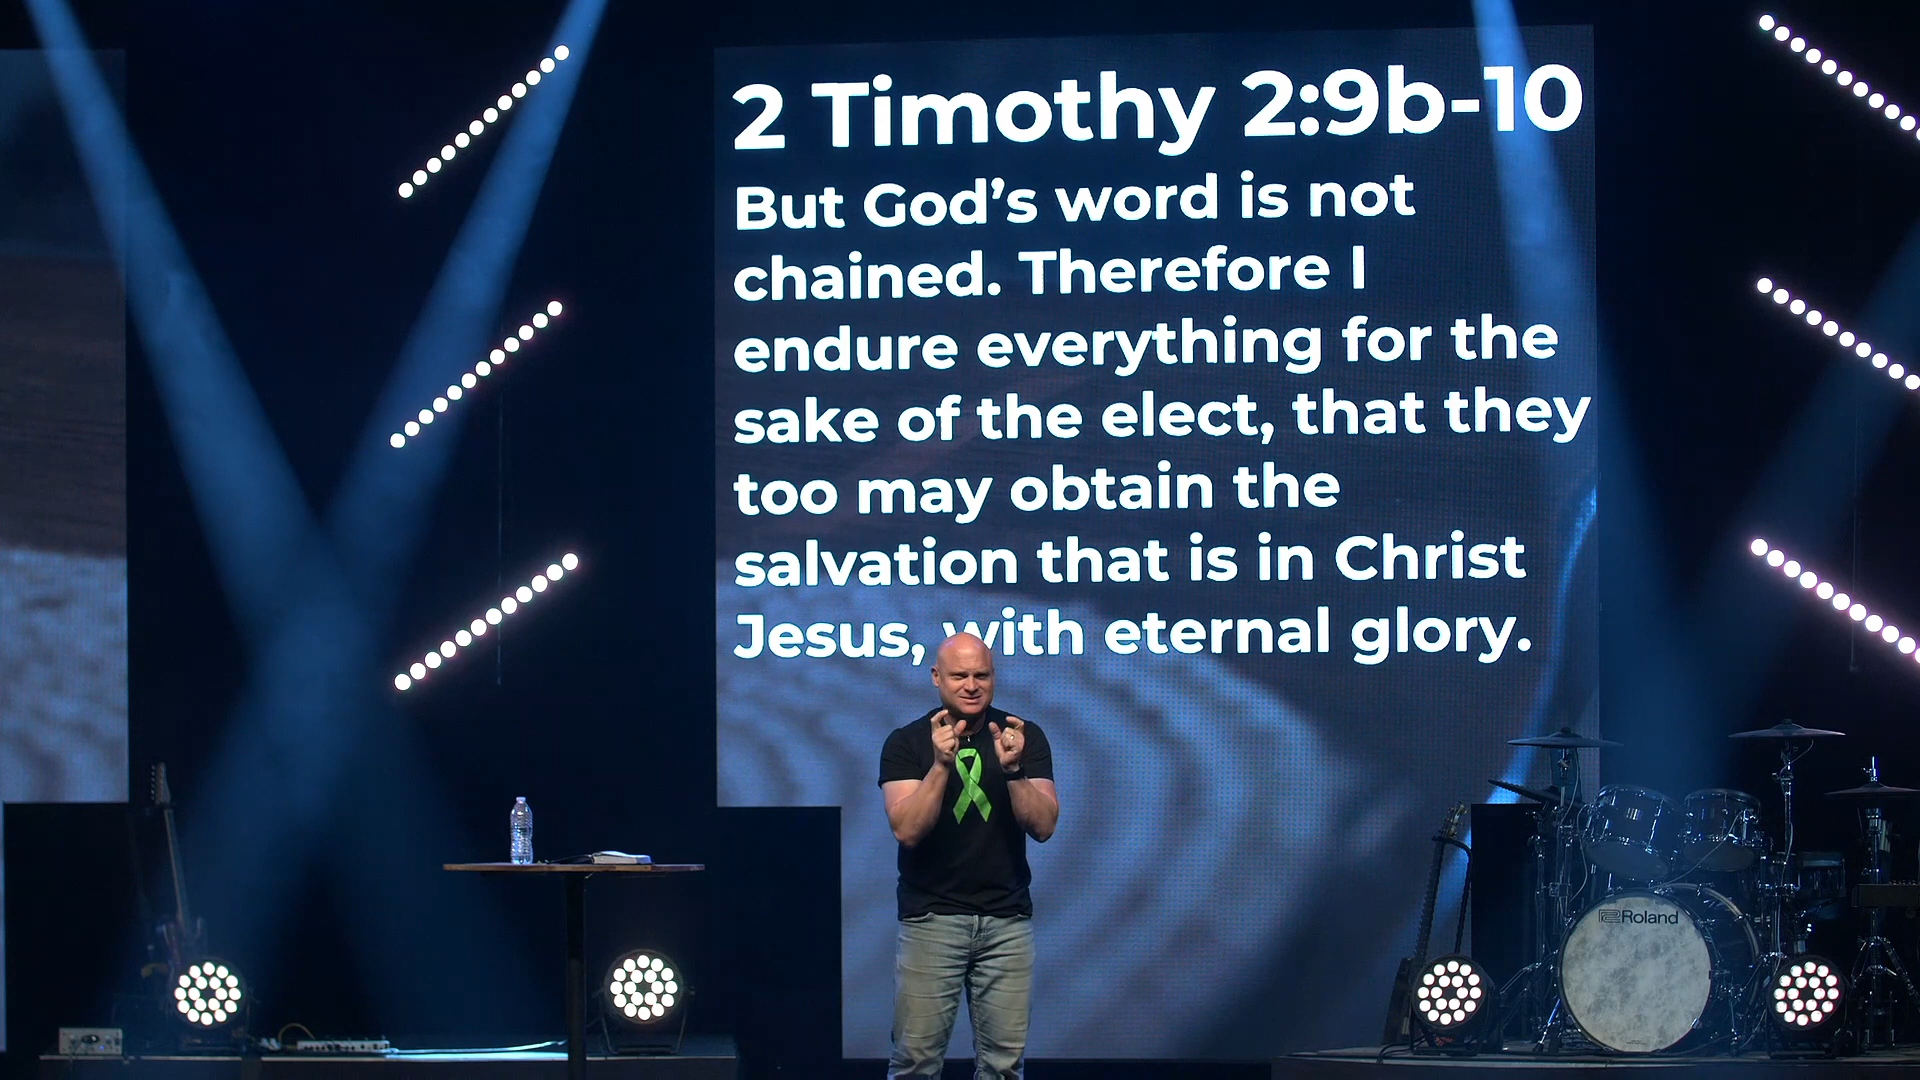 2 Timothy 2:9b-10
But God’s word is not
chained. Therefore I
endure everything for the
sake of the elect, that they
too may obtain the
salvation that is in Christ
Jesus, with eternal glory.
Roland